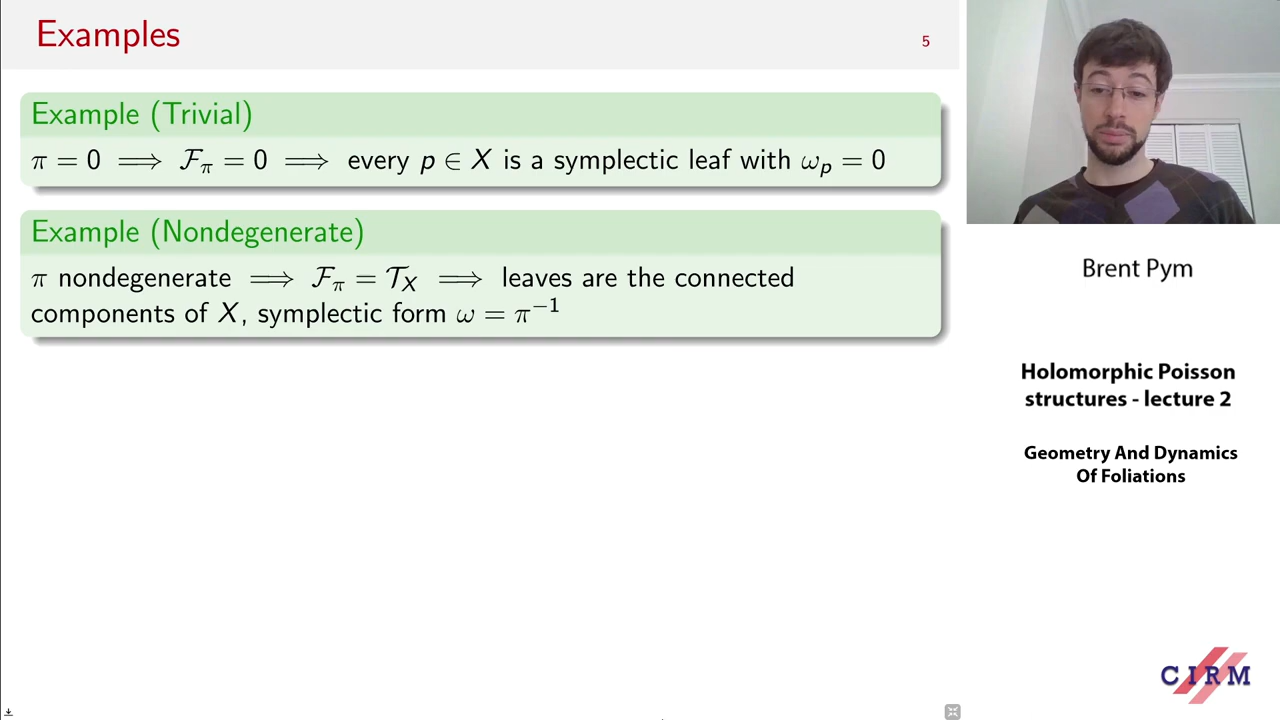 Examples
5
Example (Trivial)
π = 0 ⟹ ℱ_π = 0 ⟹ every p ∈ X is a symplectic leaf with ω_p = 0
Example (Nondegenerate)
π nondegenerate ⟹ ℱ_π = 𝒯_X ⟹ leaves are the connected
components of X, symplectic form ω = π⁻¹
Brent Pym
Holomorphic Poisson
structures - lecture 2
Geometry And Dynamics
Of Foliations
CIRM